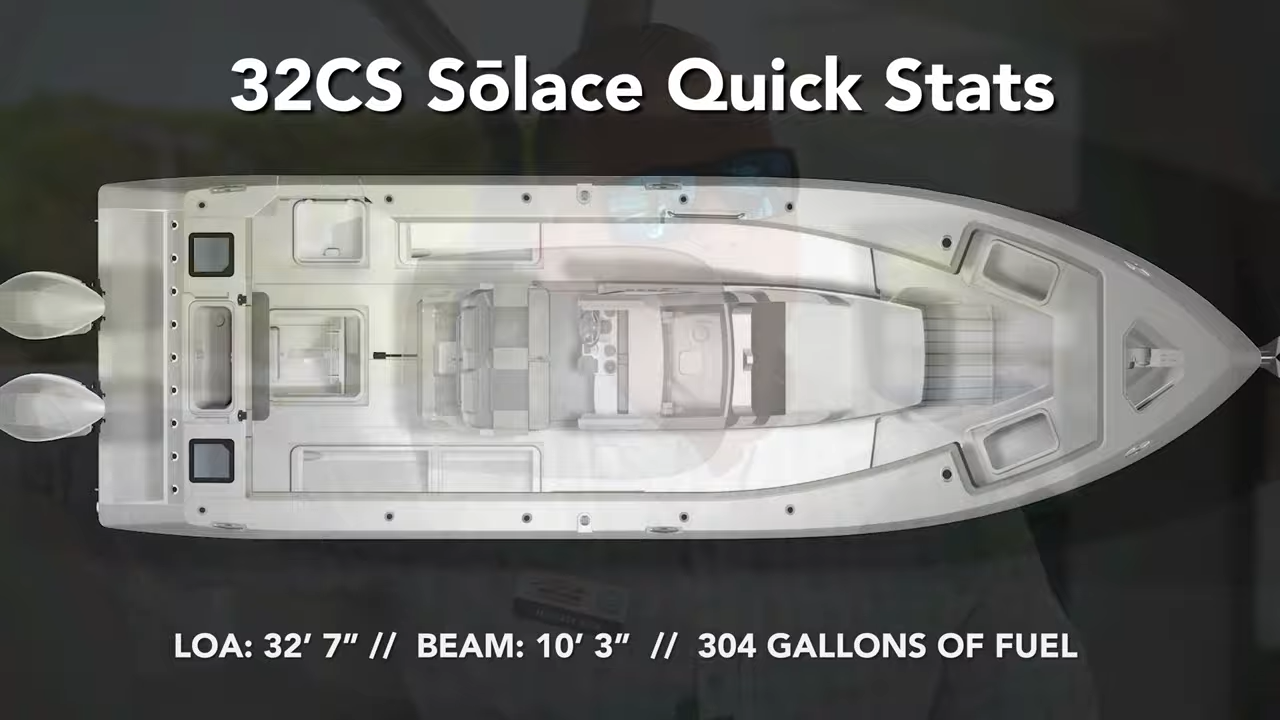 32CS Sōlace Quick Stats
LOA: 32’ 7” // BEAM: 10’ 3” // 304 GALLONS OF FUEL